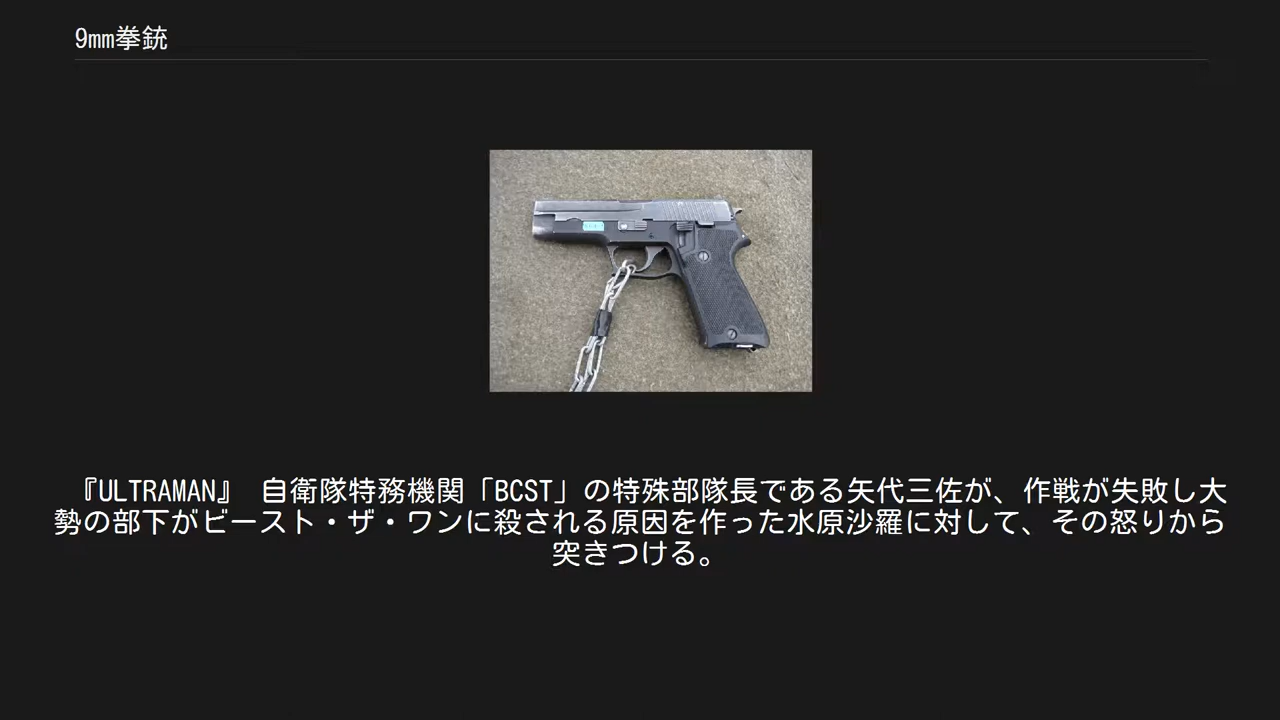 9mm拳銃
『ULTRAMAN』 自衛隊特務機関「BCST」の特殊部隊長である矢代三佐が、作戦が失敗し大
勢の部下がビースト・ザ・ワンに殺される原因を作った水原沙羅に対して、その怒りから
突きつける。